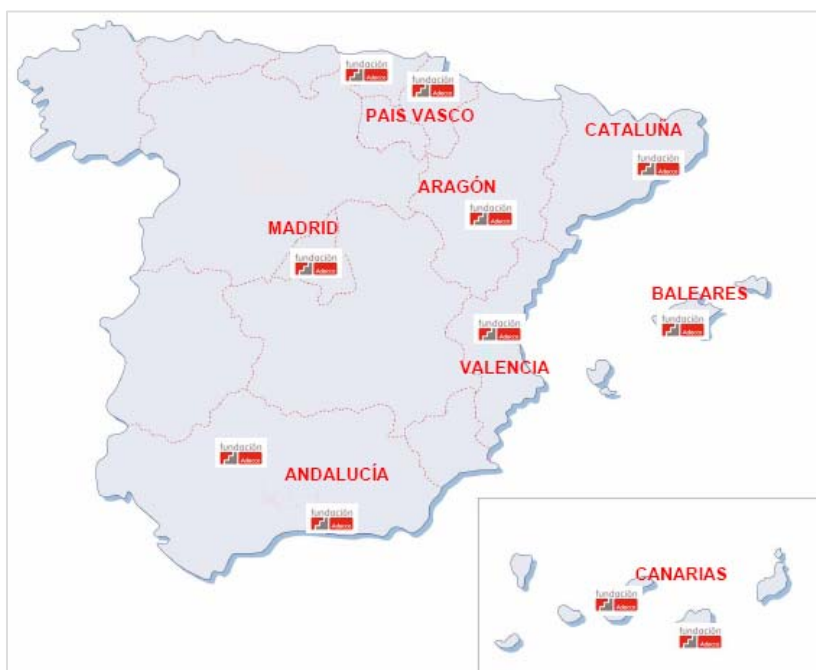 fundación
Adecco
fundación
Adecco
PAIS VASCO
CATALUÑA
fundación
Adecco
ARAGÓN
fundación
Adecco
MADRID
fundación
Adecco
BALEARES
fundación
Adecco
fundación
Adecco
VALENCIA
fundación
Adecco
ANDALUCÍA
fundación
Adecco
CANARIAS
fundación
Adecco
fundación
Adecco